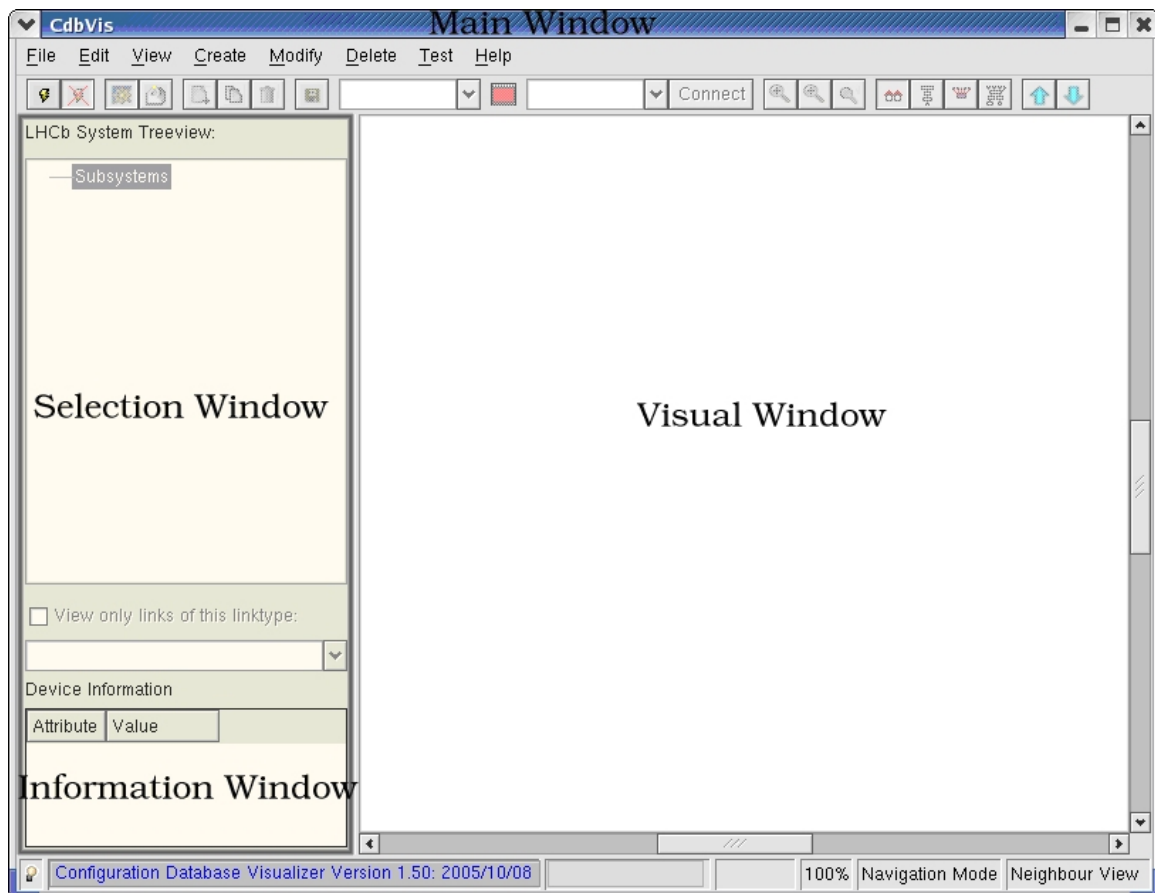 CdbVis
Main Window
File Edit View Create Modify Delete Test Help
Connect
LHCb System Treeview:
Subsystems
Selection Window
Visual Window
View only links of this linktype:
Device Information
Attribute Value
Information Window
Configuration Database Visualizer Version 1.50: 2005/10/08
100% Navigation Mode Neighbour View